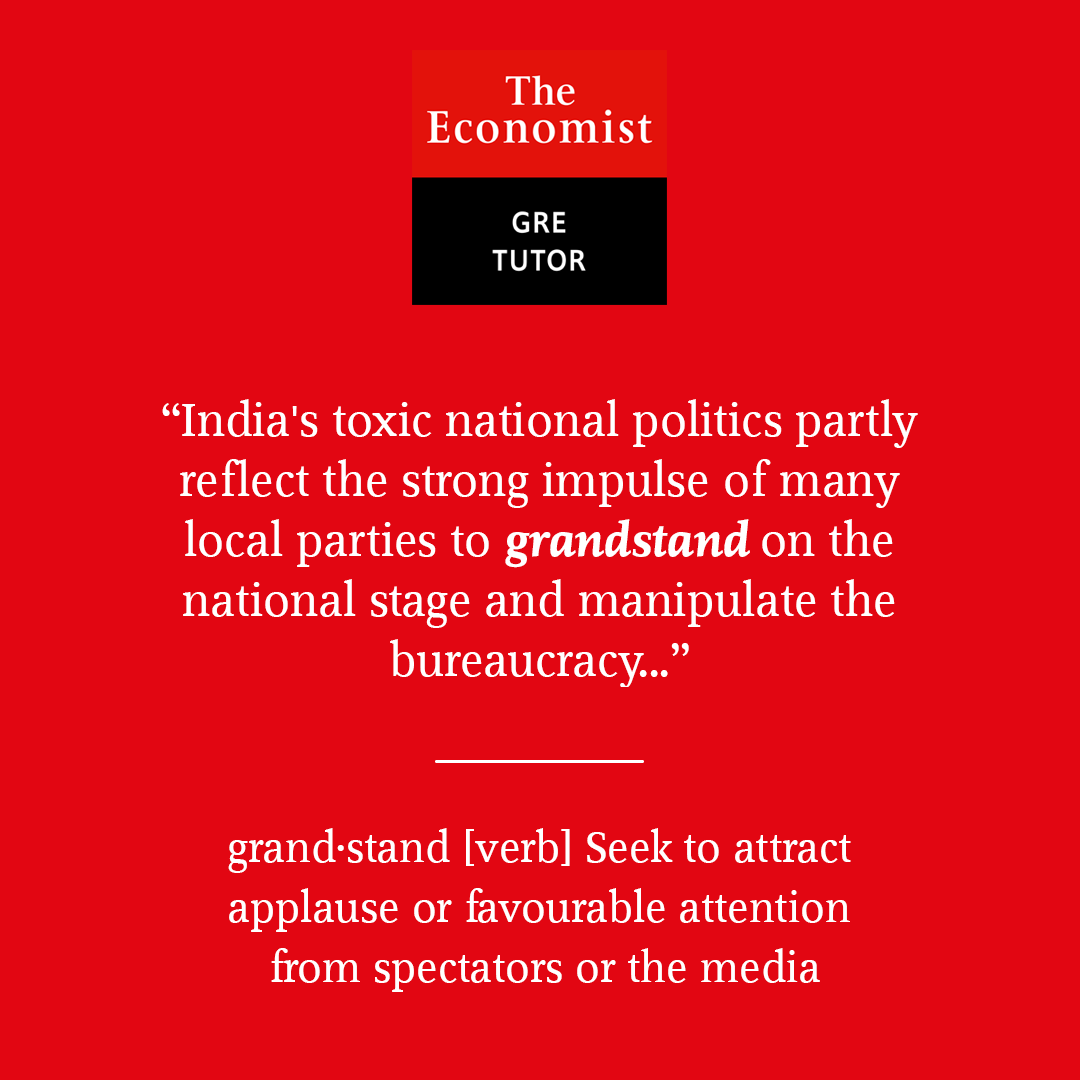 The
Economist
GRE
TUTOR
“India's toxic national politics partly
reflect the strong impulse of many
local parties to grandstand on the
national stage and manipulate the
bureaucracy...”
grand·stand [verb] Seek to attract
applause or favourable attention
from spectators or the media